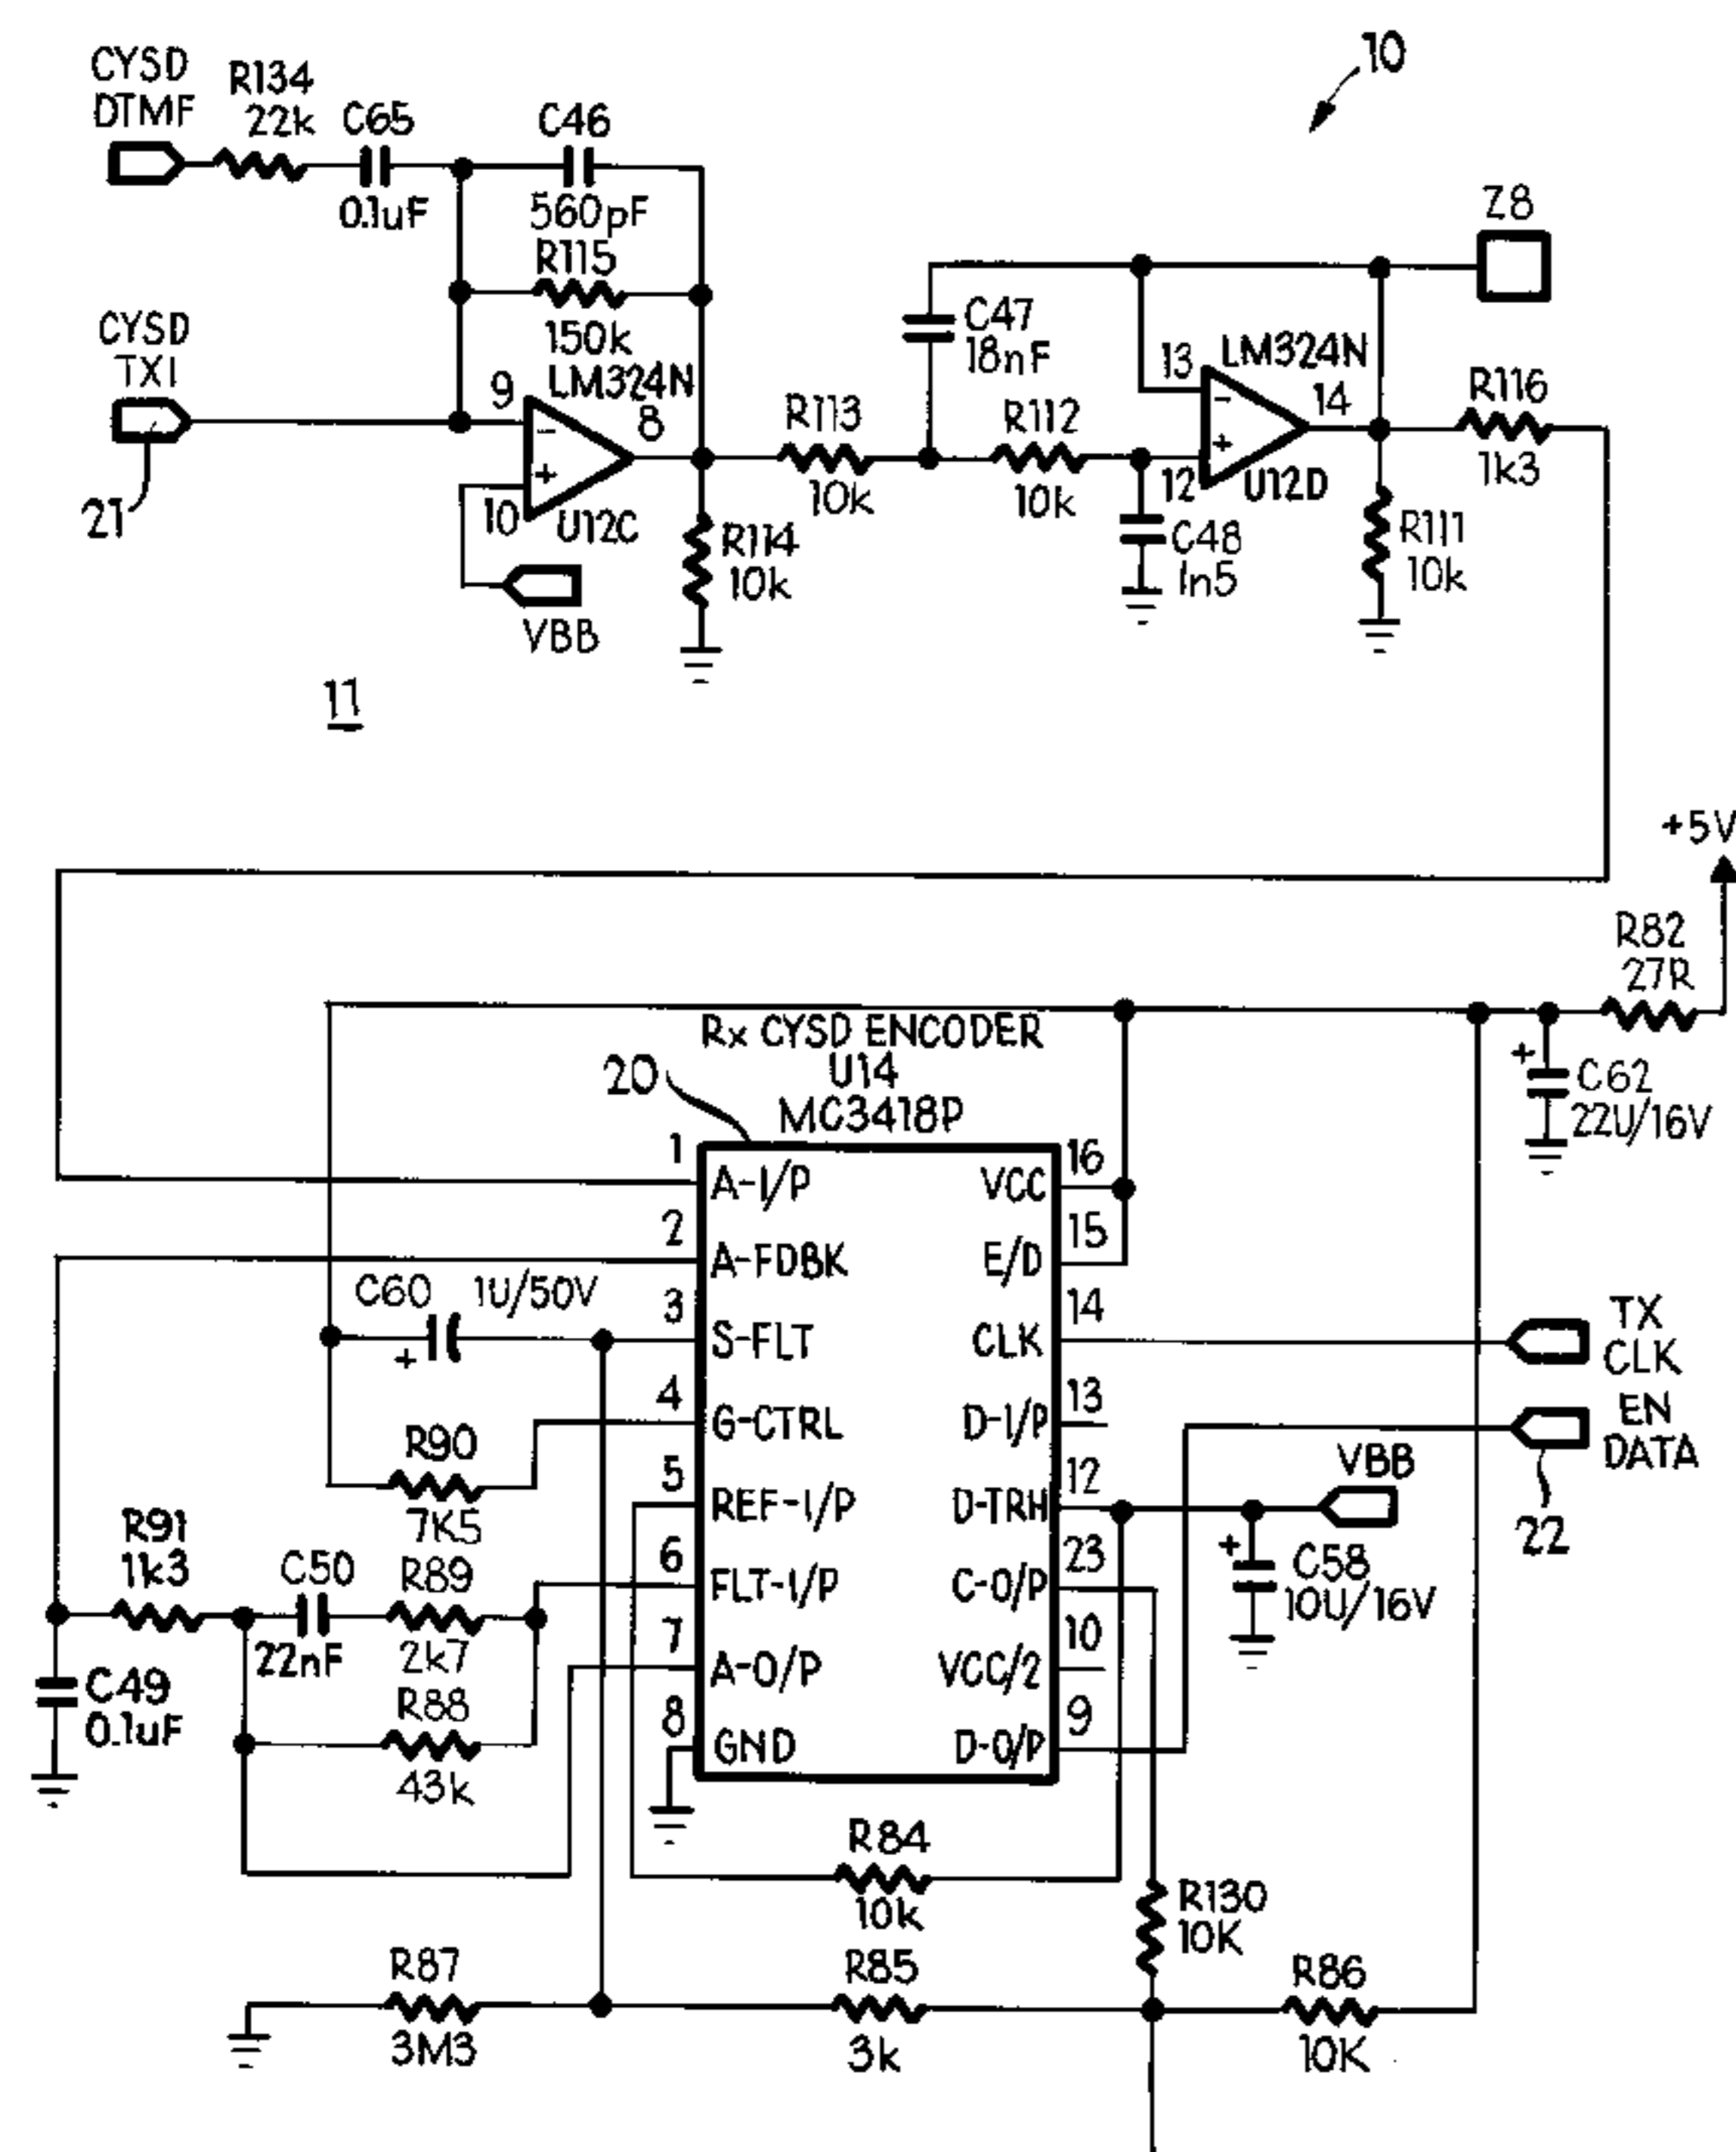 10
CYSD
DTMF
R134
22k
C65
0.1uF
C46
560pF
R115
150k
LM324N
CYSD
TX1
21
9
8
10
U12C
VBB
R114
10k
R113
10k
C47
18nF
R112
10k
C48
1n5
13
12
14
LM324N
U12D
Z8
R116
1k3
R111
10k
11
+5V
R82
27R
C62
22U/16V
Rx CYSD ENCODER
U14
MC3418P
20
1 A-I/P
2 A-FDBK
3 S-FLT
4 G-CTRL
5 REF-I/P
6 FLT-I/P
7 A-O/P
8 GND
VCC 16
E/D 15
CLK 14
D-I/P 13
D-TRH 12
C-O/P 23
VCC/2 10
D-O/P 9
C60 1U/50V
R90
7K5
R91
1k3
C50
22nF
R89
2k7
R88
43k
C49
0.1uF
TX
CLK
EN
DATA
22
VBB
C58
10U/16V
R84
10k
R130
10K
R87
3M3
R85
3k
R86
10K